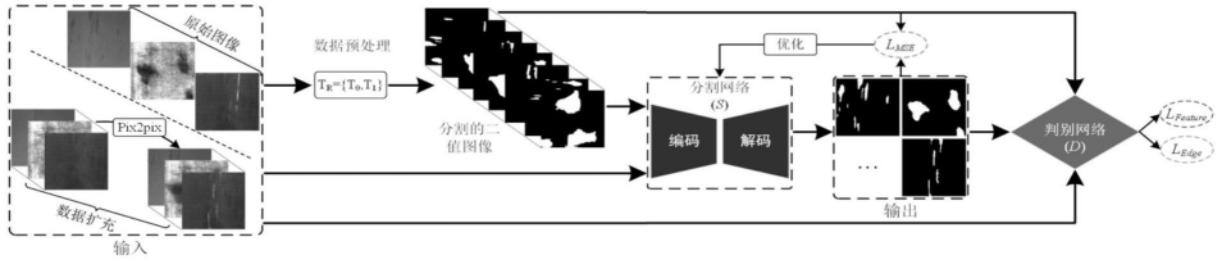 原始图像
Pix2pix
数据扩充
输入
数据预处理
T_R={T_0,T_1}
分割的二
值图像
优化
L_MSE
分割网络
(S)
编码
解码
...
输出
判别网络
(D)
L_Feature
L_Edge